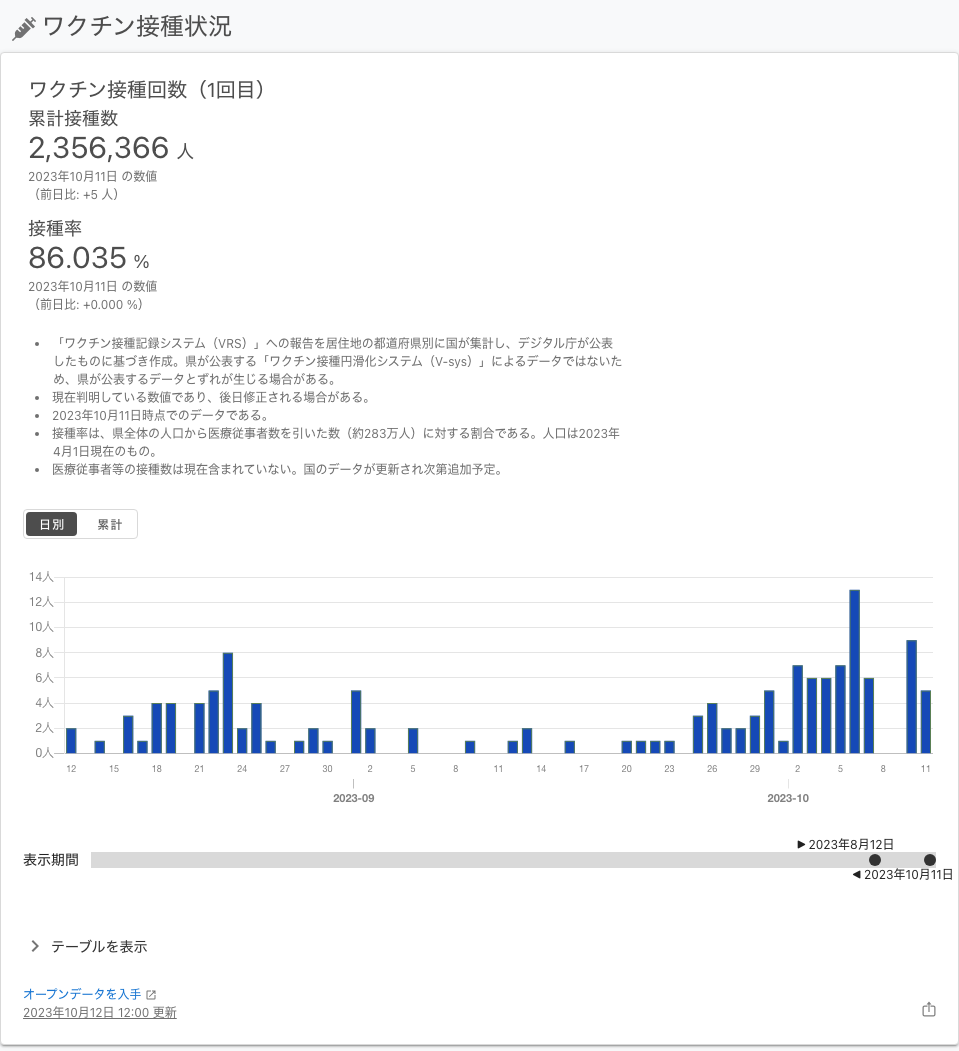 ワクチン接種状況
ワクチン接種回数（1回目）
累計接種数
2,356,366 人
2023年10月11日 の数値
（前日比: +5 人）
接種率
86.035 %
2023年10月11日 の数値
（前日比: +0.000 %）
• 「ワクチン接種記録システム（VRS）」への報告を居住地の都道府県別に国が集計し、デジタル庁が公表
したものに基づき作成。県が公表する「ワクチン接種円滑化システム（V-sys）」によるデータではないた
め、県が公表するデータとずれが生じる場合がある。
• 現在判明している数値であり、後日修正される場合がある。
• 2023年10月11日時点でのデータである。
• 接種率は、県全体の人口から医療従事者数を引いた数（約283万人）に対する割合である。人口は2023年
4月1日現在のもの。
• 医療従事者等の接種数は現在含まれていない。国のデータが更新され次第追加予定。
日別 累計
14人
12人
10人
8人
6人
4人
2人
0人
12 15 18 21 24 27 30 2 5 8 11 14 17 20 23 26 29 2 5 8 11
2023-09 2023-10
▶ 2023年8月12日
表示期間
◀ 2023年10月11日
テーブルを表示
オープンデータを入手
2023年10月12日 12:00 更新